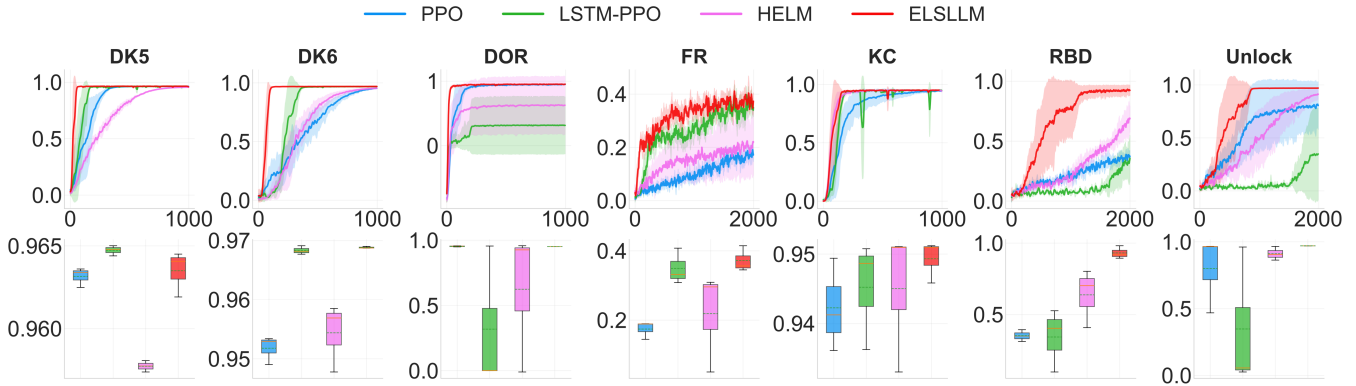 PPO LSTM-PPO HELM ELSLLM
DK5 DK6 DOR FR KC RBD Unlock
1.0 1.0 1 0.4 1.0 1.0 1.0
0.5 0.5 0 0.2 0.5 0.5 0.5
0.0 0.0 0.0 0.0 0.0 0.0
0 1000 0 1000 0 1000 0 2000 0 1000 0 2000 0 2000
0.965 0.97 1.0 0.4 0.95 1.0 1.0
0.960 0.96 0.5 0.2 0.94 0.5 0.5
0.95 0.0 0.0